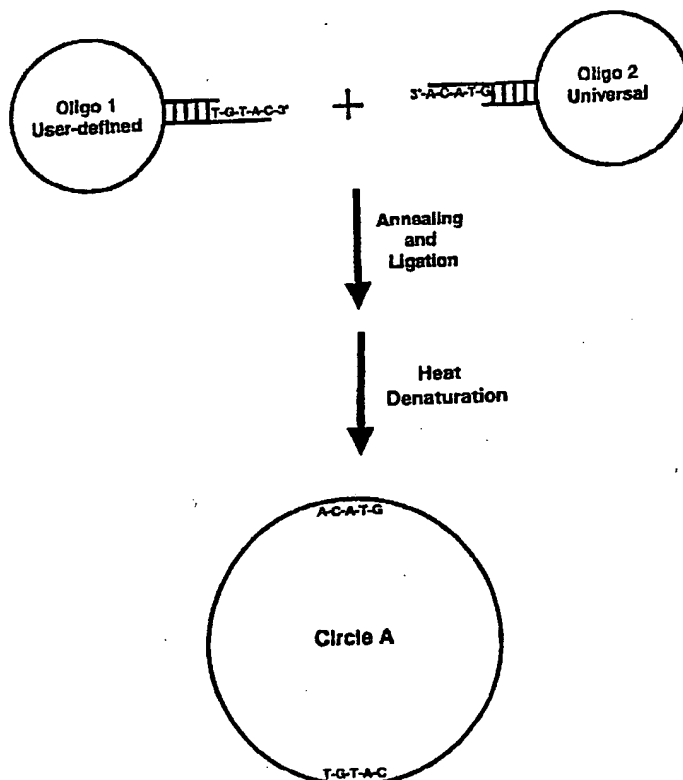 Oligo 1
User-defined
T-G-T-A-C-3'
+
3'-A-C-A-T-G
Oligo 2
Universal
Annealing
and
Ligation
Heat
Denaturation
A-C-A-T-G
Circle A
T-G-T-A-C